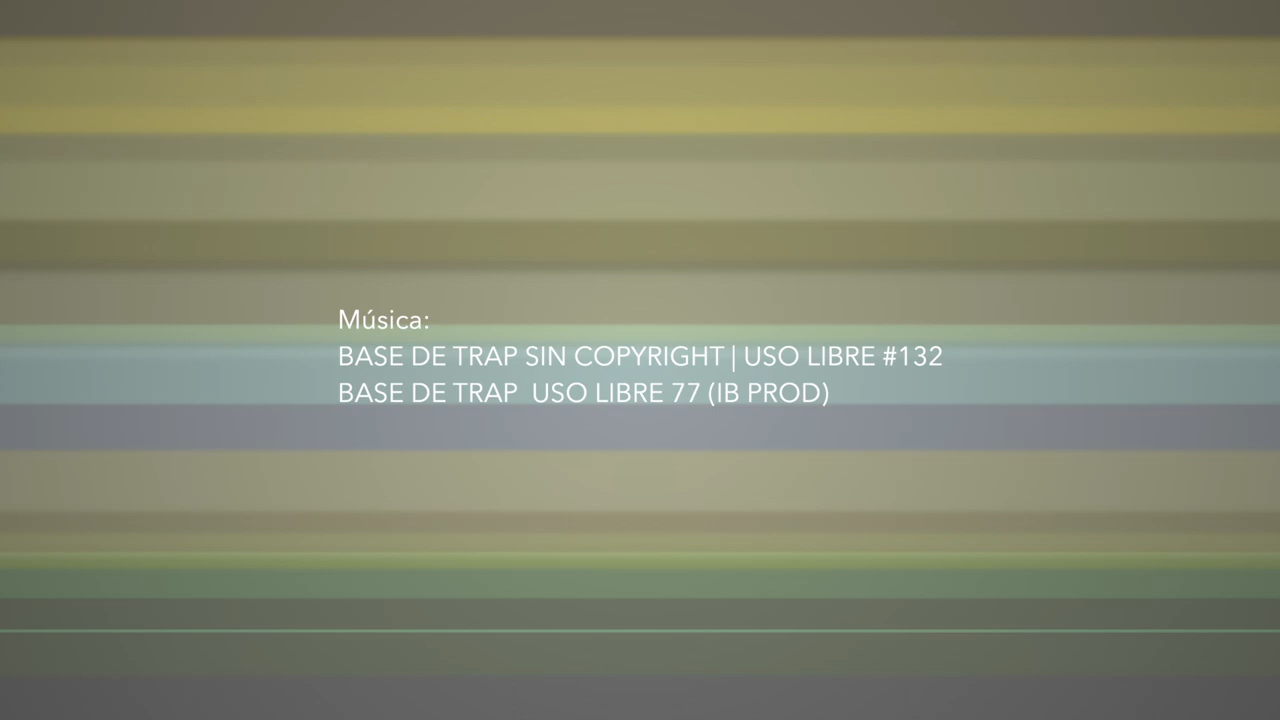 Música:
BASE DE TRAP SIN COPYRIGHT | USO LIBRE #132
BASE DE TRAP  USO LIBRE 77 (IB PROD)